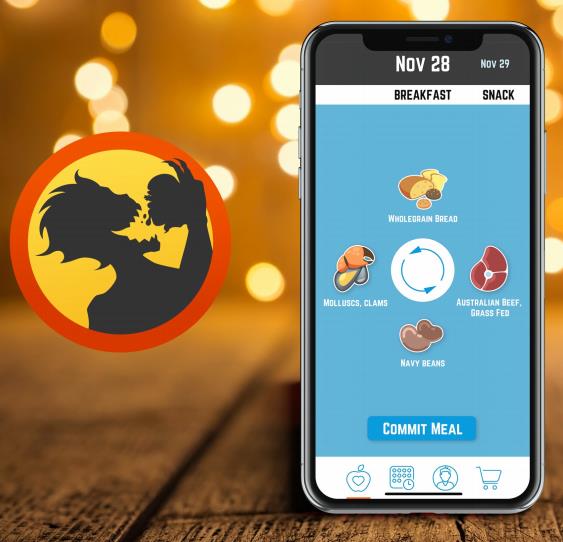 Nov 28
Nov 29
BREAKFAST
SNACK
WHOLEGRAIN BREAD
MOLLUSCS, CLAMS
AUSTRALIAN BEEF,
GRASS FED
NAVY BEANS
COMMIT MEAL